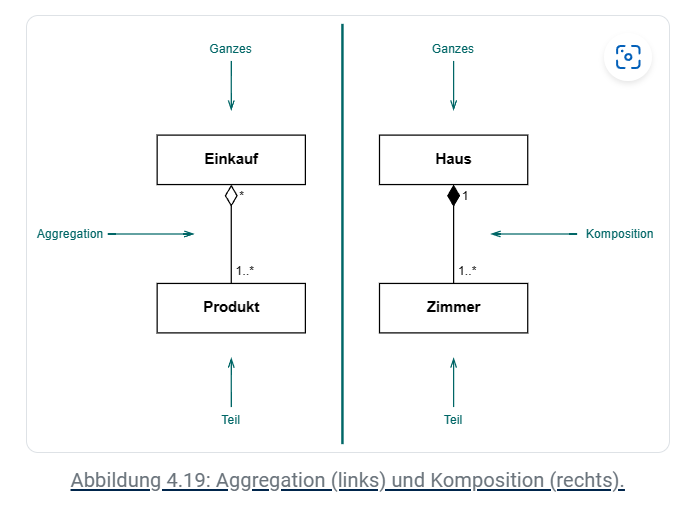 Ganzes
Ganzes
Einkauf
Haus
*
1
Aggregation
Komposition
1..*
1..*
Produkt
Zimmer
Teil
Teil
Abbildung 4.19: Aggregation (links) und Komposition (rechts).